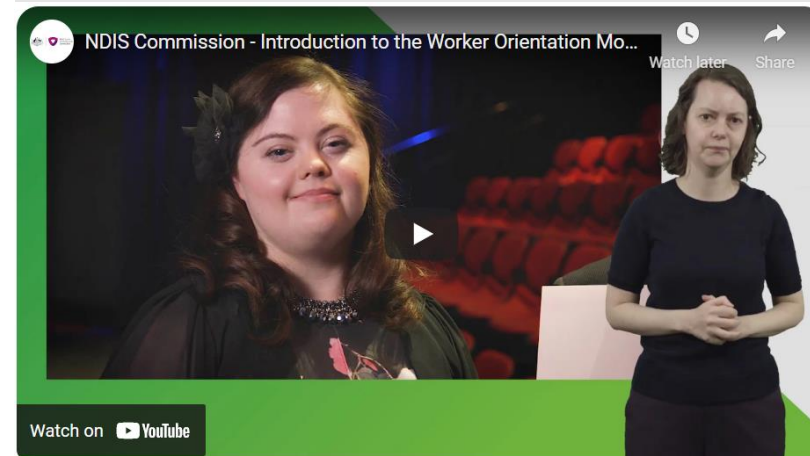 NDIS Commission - Introduction to the Worker Orientation Mo...
Watch later
Share
Watch on YouTube